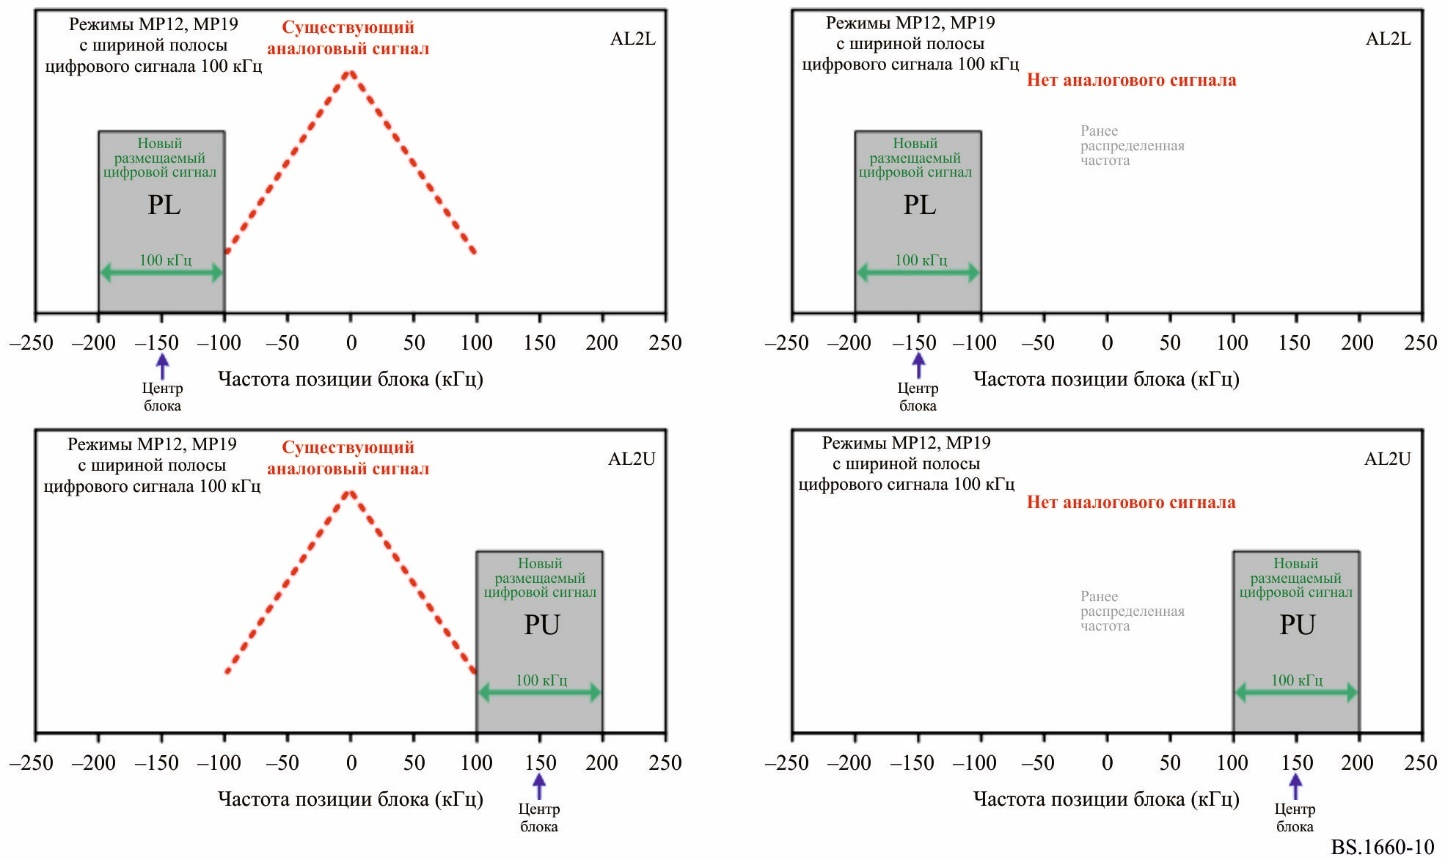 Режимы MP12, MP19
с шириной полосы
цифрового сигнала 100 кГц
Существующий
аналоговый сигнал
AL2L
Новый
размещаемый
цифровой сигнал
PL
100 кГц
–250 –200 –150 –100 –50 0 50 100 150 200 250
Частота позиции блока (кГц)
Центр
блока
Режимы MP12, MP19
с шириной полосы
цифрового сигнала 100 кГц
Нет аналогового сигнала
AL2L
Ранее
распределенная
частота
Новый
размещаемый
цифровой сигнал
PL
100 кГц
–250 –200 –150 –100 –50 0 50 100 150 200 250
Частота позиции блока (кГц)
Центр
блока
Режимы MP12, MP19
с шириной полосы
цифрового сигнала 100 кГц
Существующий
аналоговый сигнал
AL2U
Новый
размещаемый
цифровой сигнал
PU
100 кГц
–250 –200 –150 –100 –50 0 50 100 150 200 250
Частота позиции блока (кГц)
Центр
блока
Режимы MP12, MP19
с шириной полосы
цифрового сигнала 100 кГц
Нет аналогового сигнала
AL2U
Ранее
распределенная
частота
Новый
размещаемый
цифровой сигнал
PU
100 кГц
–250 –200 –150 –100 –50 0 50 100 150 200 250
Частота позиции блока (кГц)
Центр
блока
BS.1660-10